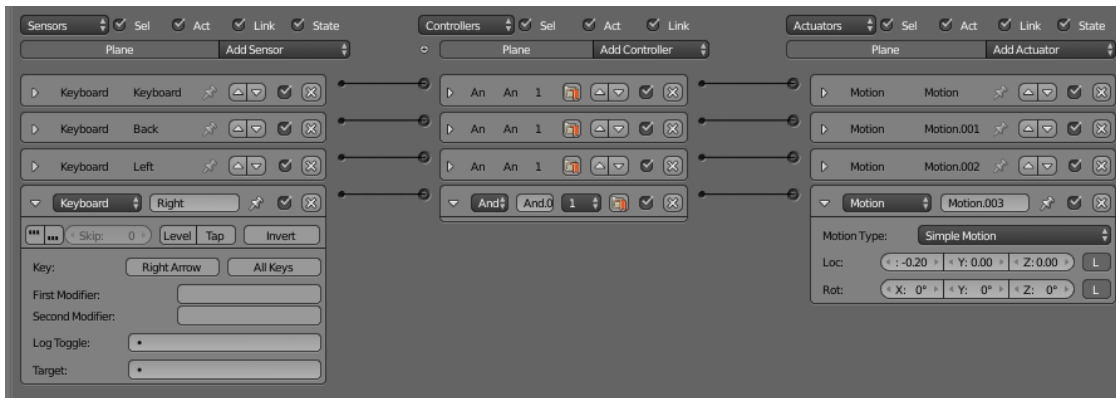 Sensors Sel Act Link State Controllers Sel Act Link Actuators Sel Act Link State
Plane Add Sensor Plane Add Controller Plane Add Actuator
Keyboard Keyboard An An 1 Motion Motion
Keyboard Back An An 1 Motion Motion.001
Keyboard Left An An 1 Motion Motion.002
Keyboard Right And And.0 1 Motion Motion.003
Skip: 0 Level Tap Invert Motion Type: Simple Motion
Key: Right Arrow All Keys Loc: : -0.20 Y: 0.00 Z: 0.00 L
First Modifier: Rot: X: 0° Y: 0° Z: 0° L
Second Modifier:
Log Toggle:
Target: